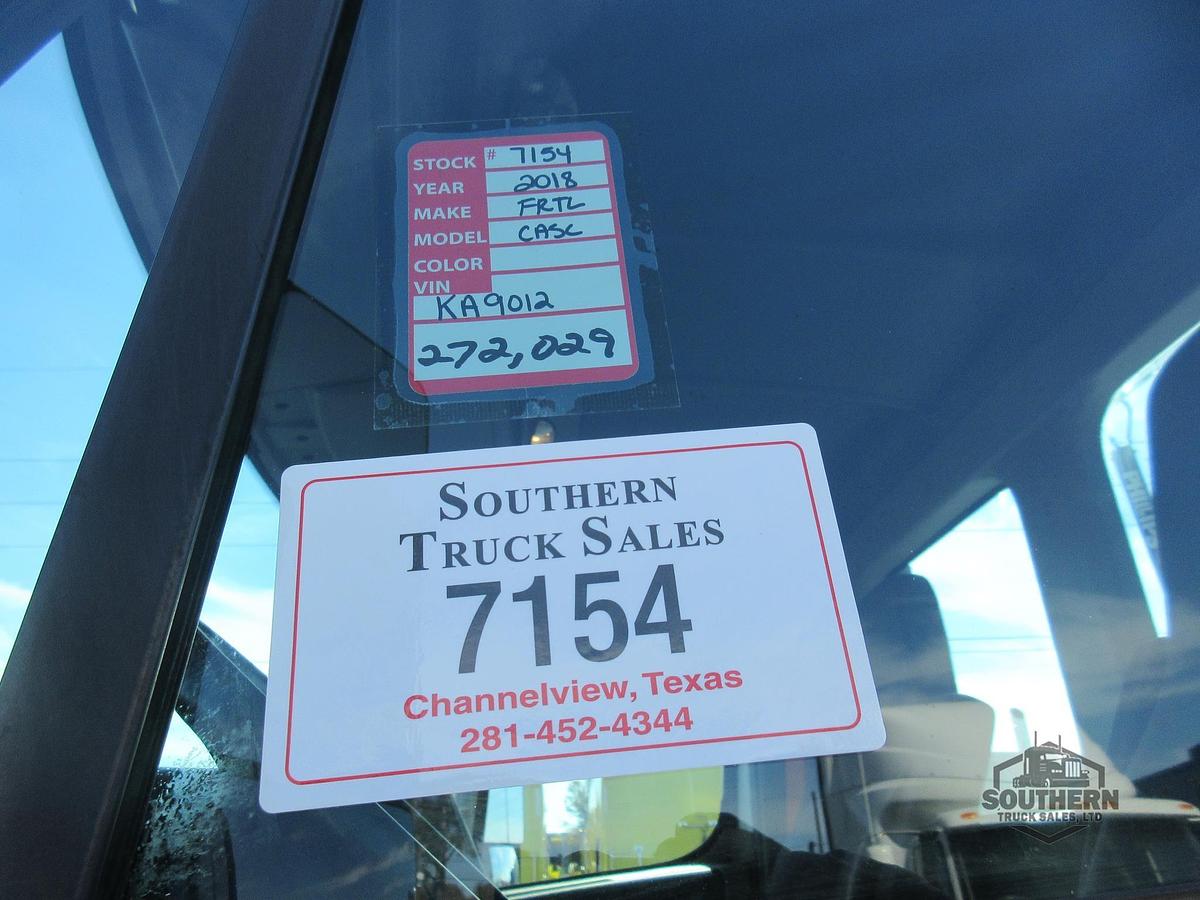 STOCK # 7154
YEAR 2018
MAKE FRTL
MODEL CASC
COLOR
VIN
KA9012
272,029
SOUTHERN
TRUCK SALES
7154
Channelview, Texas
281-452-4344
SOUTHERN
TRUCK SALES, LTD